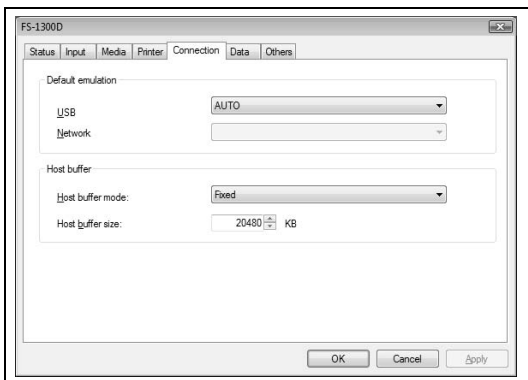 FS-1300D
Status Input Media Printer Connection Data Others
Default emulation
USB AUTO
Network
Host buffer
Host buffer mode: Fixed
Host buffer size: 20480 KB
OK Cancel Apply